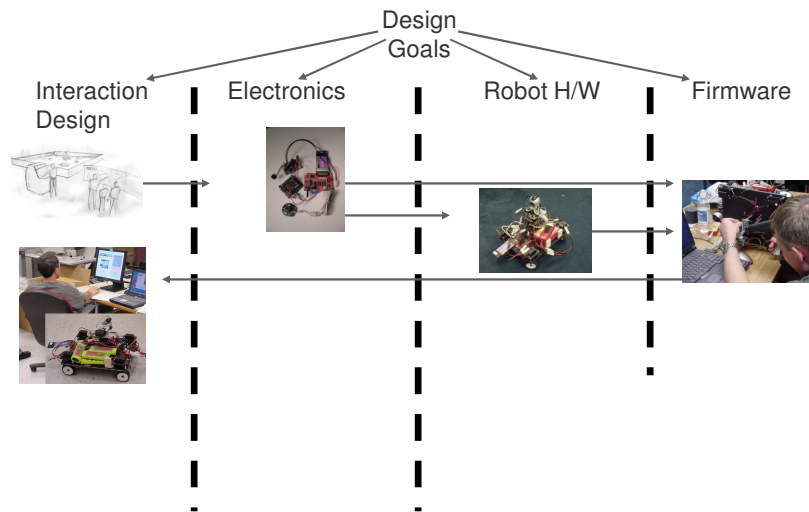 Design
Goals
Interaction
Design
Electronics
Robot H/W
Firmware